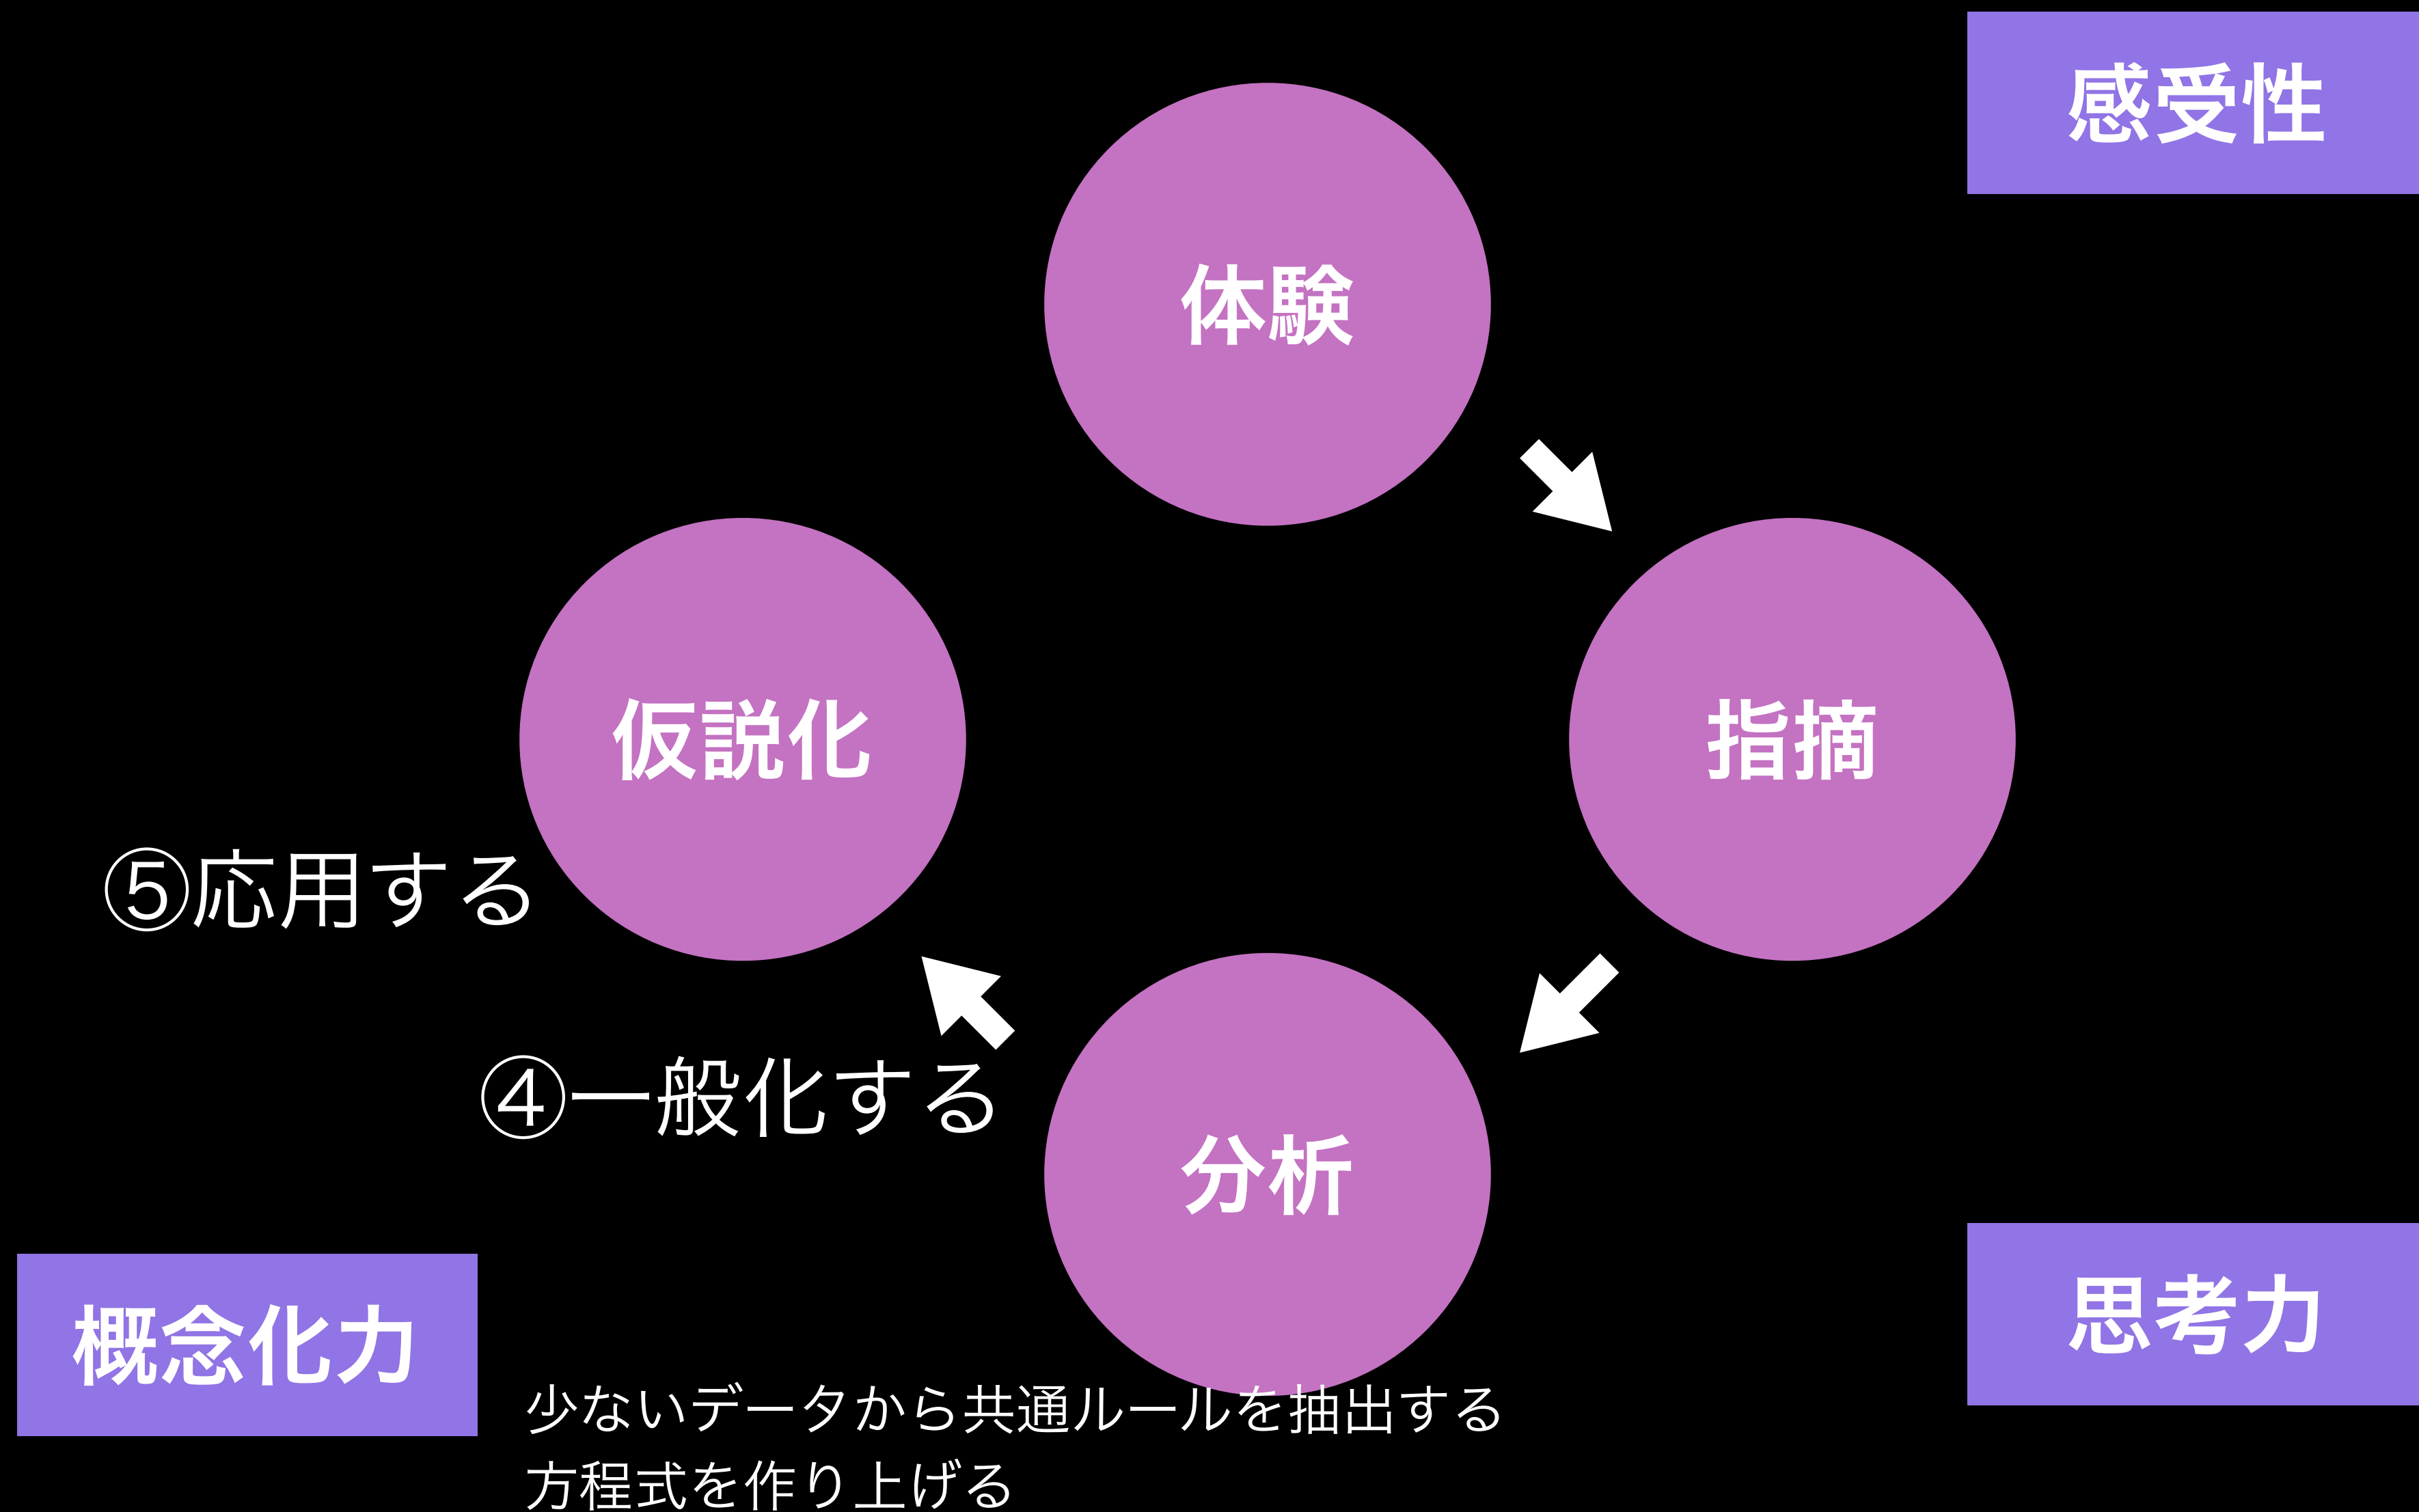 感受性
体験
仮説化
指摘
⑤応用する
④一般化する
分析
概念化力
思考力
少ないデータから共通ルールを抽出する
方程式を作り上げる